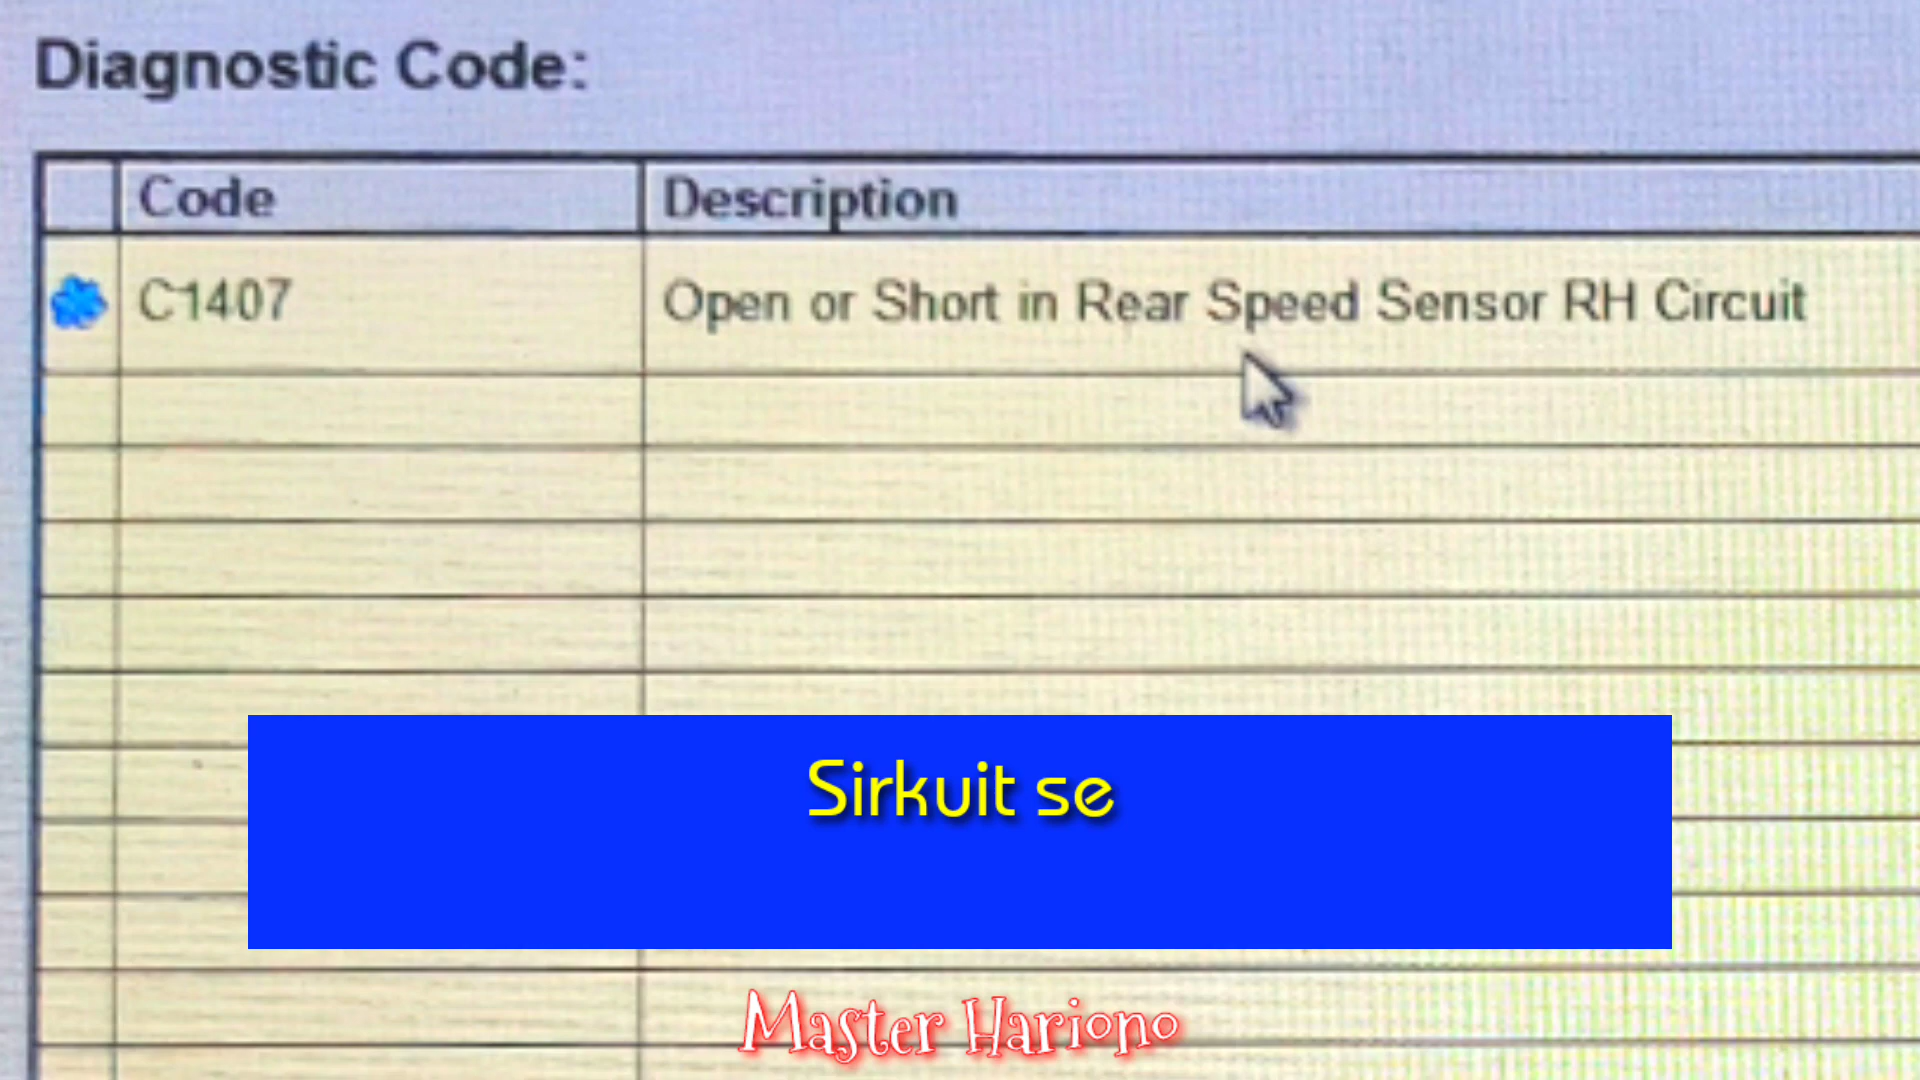 Diagnostic Code:
Code Description
C1407 Open or Short in Rear Speed Sensor RH Circuit
Sirkuit se
Master Hariono